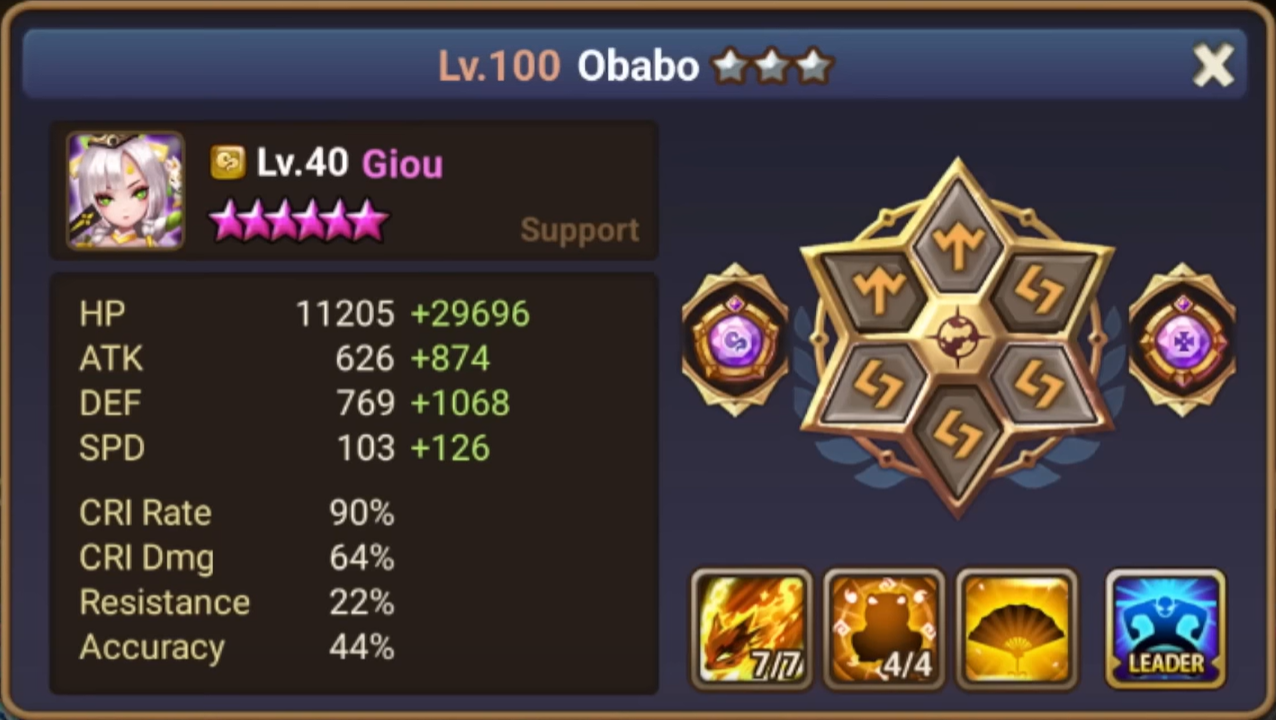 Lv.100 Obabo
Lv.40 Giou
Support
HP 11205 +29696
ATK 626 +874
DEF 769 +1068
SPD 103 +126
CRI Rate 90%
CRI Dmg 64%
Resistance 22%
Accuracy 44%
7/7 4/4 LEADER